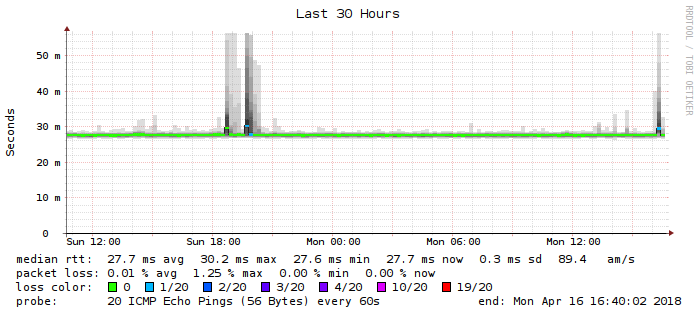 Last 30 Hours
RRDTOOL / TOBI OETIKER
Seconds
50 m
40 m
30 m
20 m
10 m
0
Sun 12:00 Sun 18:00 Mon 00:00 Mon 06:00 Mon 12:00
median rtt: 27.7 ms avg 30.2 ms max 27.6 ms min 27.7 ms now 0.3 ms sd 89.4 am/s
packet loss: 0.01 % avg 1.25 % max 0.00 % min 0.00 % now
loss color: 0 1/20 2/20 3/20 4/20 10/20 19/20
probe: 20 ICMP Echo Pings (56 Bytes) every 60s end: Mon Apr 16 16:40:02 2018